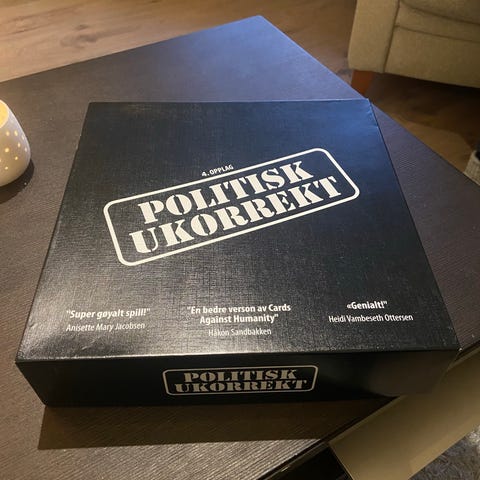 4. OPPLAG
POLITISK
UKORREKT
"Super gøyalt spill!"
Anisette Mary Jacobsen
"En bedre verson av Cards
Against Humanity"
Håkon Sandbakken
«Genialt!"
Heidi Vambeseth Ottersen
POLITISK
UKORREKT